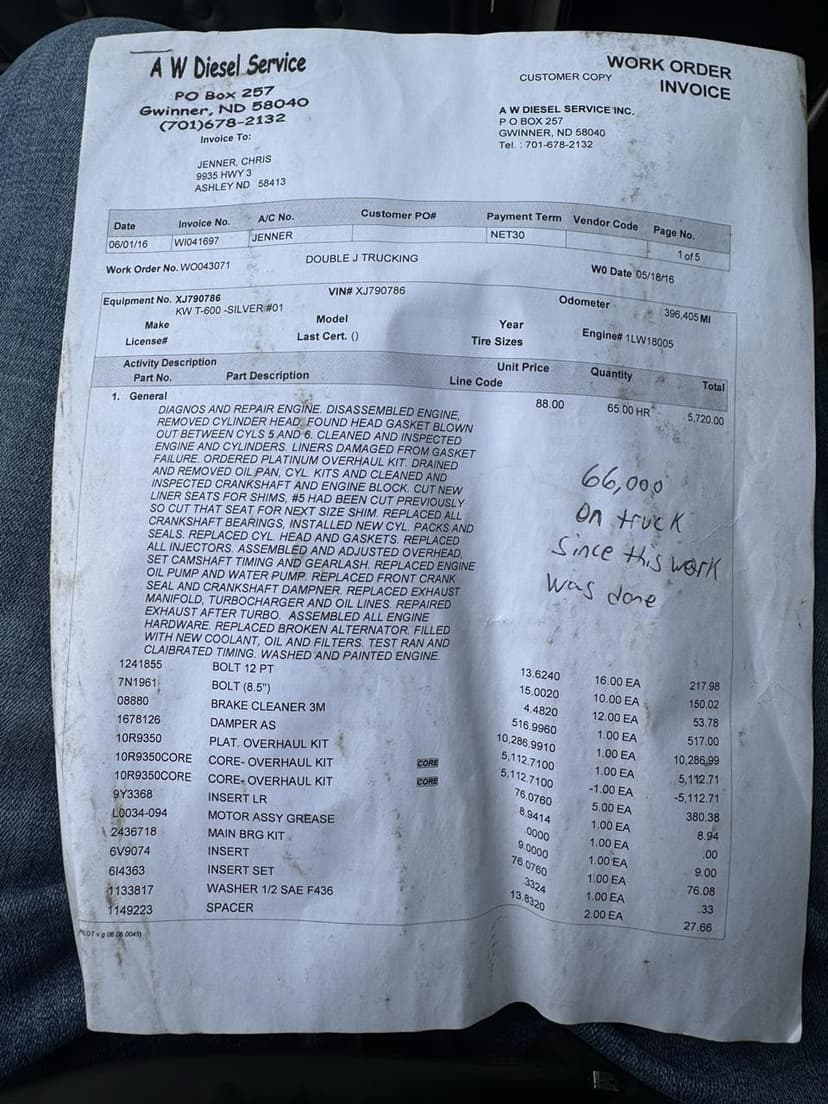 A W Diesel Service
PO Box 257
Gwinner, ND 58040
(701)678-2132
Invoice To:
JENNER, CHRIS
9935 HWY 3
ASHLEY ND 58413
WORK ORDER
CUSTOMER COPY
INVOICE
A W DIESEL SERVICE INC.
P O BOX 257
GWINNER, ND 58040
Tel. : 701-678-2132
Date Invoice No. A/C No. Customer PO# Payment Term Vendor Code Page No.
06/01/16 WI041697 JENNER NET30 1 of 5
Work Order No. WO043071 DOUBLE J TRUCKING WO Date 05/18/16
Equipment No. XJ790786 VIN# XJ790786 Odometer 396,405 MI
KW T-600 -SILVER #01
Make Model Year Engine# 1LW18005
License# Last Cert. () Tire Sizes
Activity Description Unit Price Quantity Total
Part No. Part Description Line Code
1. General 88.00 65.00 HR 5,720.00
DIAGNOS AND REPAIR ENGINE. DISASSEMBLED ENGINE,
REMOVED CYLINDER HEAD. FOUND HEAD GASKET BLOWN
OUT BETWEEN CYLS 5 AND 6. CLEANED AND INSPECTED
ENGINE AND CYLINDERS. LINERS DAMAGED FROM GASKET
FAILURE. ORDERED PLATINUM OVERHAUL KIT. DRAINED
AND REMOVED OIL PAN, CYL. KITS AND CLEANED AND
INSPECTED CRANKSHAFT AND ENGINE BLOCK. CUT NEW
LINER SEATS FOR SHIMS, #5 HAD BEEN CUT PREVIOUSLY
SO CUT THAT SEAT FOR NEXT SIZE SHIM. REPLACED ALL
CRANKSHAFT BEARINGS, INSTALLED NEW CYL. PACKS AND
SEALS. REPLACED CYL. HEAD AND GASKETS. REPLACED
ALL INJECTORS. ASSEMBLED AND ADJUSTED OVERHEAD,
SET CAMSHAFT TIMING AND GEARLASH. REPLACED ENGINE
OIL PUMP AND WATER PUMP. REPLACED FRONT CRANK
SEAL AND CRANKSHAFT DAMPNER. REPLACED EXHAUST
MANIFOLD, TURBOCHARGER AND OIL LINES. REPAIRED
EXHAUST AFTER TURBO. ASSEMBLED ALL ENGINE
HARDWARE. REPLACED BROKEN ALTERNATOR. FILLED
WITH NEW COOLANT, OIL AND FILTERS. TEST RAN AND
CLAIBRATED TIMING. WASHED AND PAINTED ENGINE.
66,000
on truck
since this work
was done
1241855 BOLT 12 PT 13.6240 16.00 EA 217.98
7N1961 BOLT (8.5") 15.0020 10.00 EA 150.02
08880 BRAKE CLEANER 3M 4.4820 12.00 EA 53.78
1678126 DAMPER AS 516.9960 1.00 EA 517.00
10R9350 PLAT. OVERHAUL KIT 10,286.9910 1.00 EA 10,286.99
10R9350CORE CORE- OVERHAUL KIT CORE 5,112.7100 1.00 EA 5,112.71
10R9350CORE CORE- OVERHAUL KIT CORE 5,112.7100 -1.00 EA -5,112.71
9Y3368 INSERT LR 76.0760 5.00 EA 380.38
L0034-094 MOTOR ASSY GREASE 8.9414 1.00 EA 8.94
2436718 MAIN BRG KIT .0000 1.00 EA .00
6V9074 INSERT 9.0000 1.00 EA 9.00
6I4363 INSERT SET 76.0760 1.00 EA 76.08
1133817 WASHER 1/2 SAE F436 .3324 1.00 EA .33
1149223 SPACER 13.8320 2.00 EA 27.66